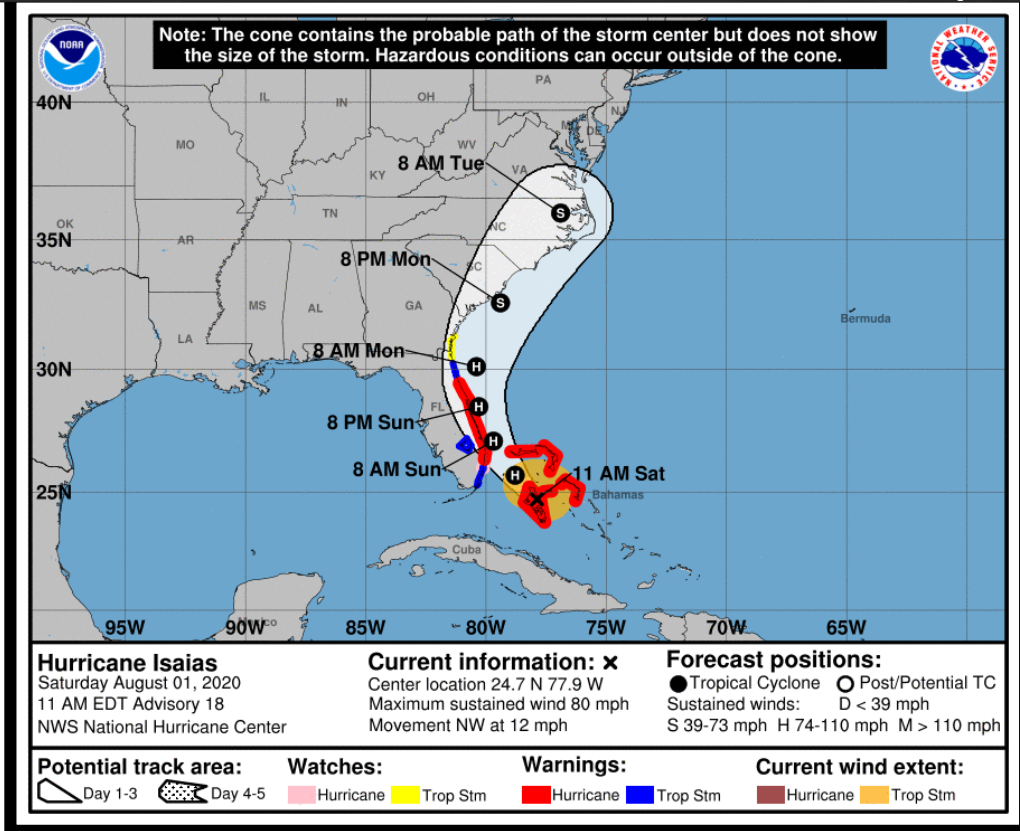 Note: The cone contains the probable path of the storm center but does not show
the size of the storm. Hazardous conditions can occur outside of the cone.
NOAA
NATIONAL WEATHER SERVICE
40N
35N
30N
25N
95W
90W
85W
80W
75W
70W
65W
PA
NJ
OH
IN
IL
DE
MO
WV
VA
KY
OK
TN
NC
AR
SC
MS
AL
GA
LA
FL
Bermuda
Bahamas
Cuba
Mexico
8 AM Tue
S
8 PM Mon
S
8 AM Mon
H
8 PM Sun
H
8 AM Sun
H
H
11 AM Sat
Hurricane Isaias
Saturday August 01, 2020
11 AM EDT Advisory 18
NWS National Hurricane Center
Current information: x
Center location 24.7 N 77.9 W
Maximum sustained wind 80 mph
Movement NW at 12 mph
Forecast positions:
Tropical Cyclone Post/Potential TC
Sustained winds: D < 39 mph
S 39-73 mph H 74-110 mph M > 110 mph
Potential track area:
Day 1-3 Day 4-5
Watches:
Hurricane Trop Stm
Warnings:
Hurricane Trop Stm
Current wind extent:
Hurricane Trop Stm